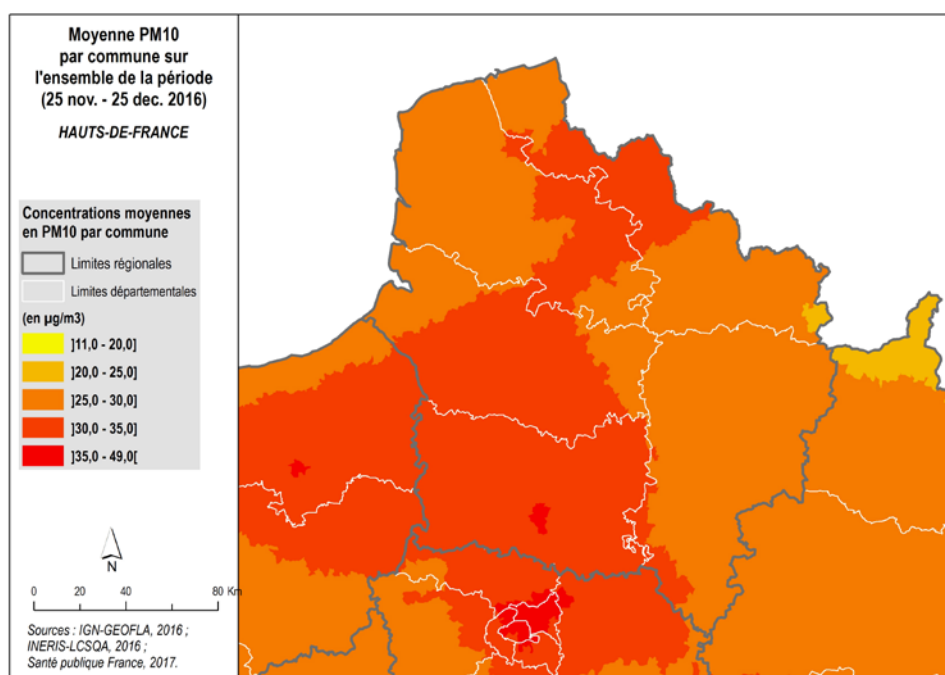 Moyenne PM10
par commune sur
l'ensemble de la période
(25 nov. - 25 dec. 2016)
HAUTS-DE-FRANCE
Concentrations moyennes
en PM10 par commune
Limites régionales
Limites départementales
(en µg/m3)
]11,0 - 20,0]
]20,0 - 25,0]
]25,0 - 30,0]
]30,0 - 35,0]
]35,0 - 49,0[
N
0 20 40 80 Km
Sources : IGN-GEOFLA, 2016 ;
INERIS-LCSQA, 2016 ;
Santé publique France, 2017.